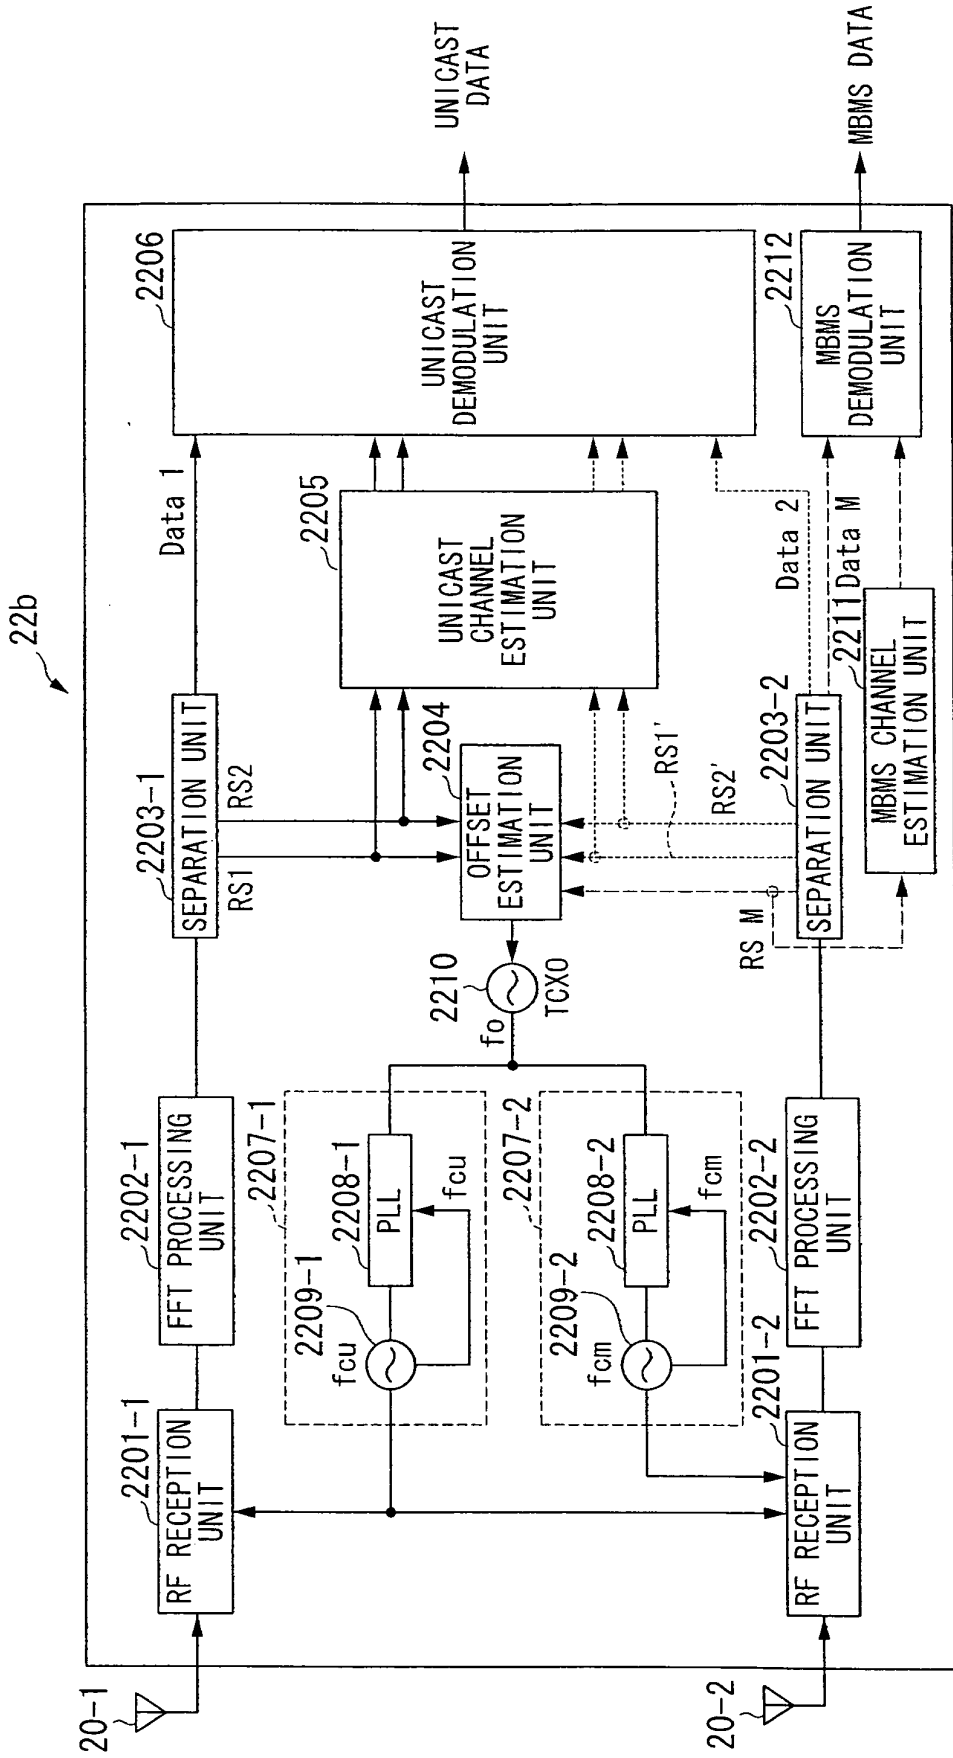 22b
20-1
2201-1
RF RECEPTION
UNIT
2202-1
FFT PROCESSING
UNIT
2203-1
SEPARATION UNIT
RS1
RS2
Data 1
2206
UNICAST
DEMODULATION
UNIT
UNICAST
DATA
2205
UNICAST
CHANNEL
ESTIMATION
UNIT
2204
OFFSET
ESTIMATION
UNIT
2210
TCXO
fo
2207-1
2208-1
PLL
fcu
2209-1
fcu
2207-2
2208-2
PLL
fcm
2209-2
fcm
RS1'
RS2'
RS M
20-2
2201-2
RF RECEPTION
UNIT
2202-2
FFT PROCESSING
UNIT
2203-2
SEPARATION UNIT
Data 2
Data M
2211
MBMS CHANNEL
ESTIMATION UNIT
2212
MBMS
DEMODULATION
UNIT
MBMS DATA